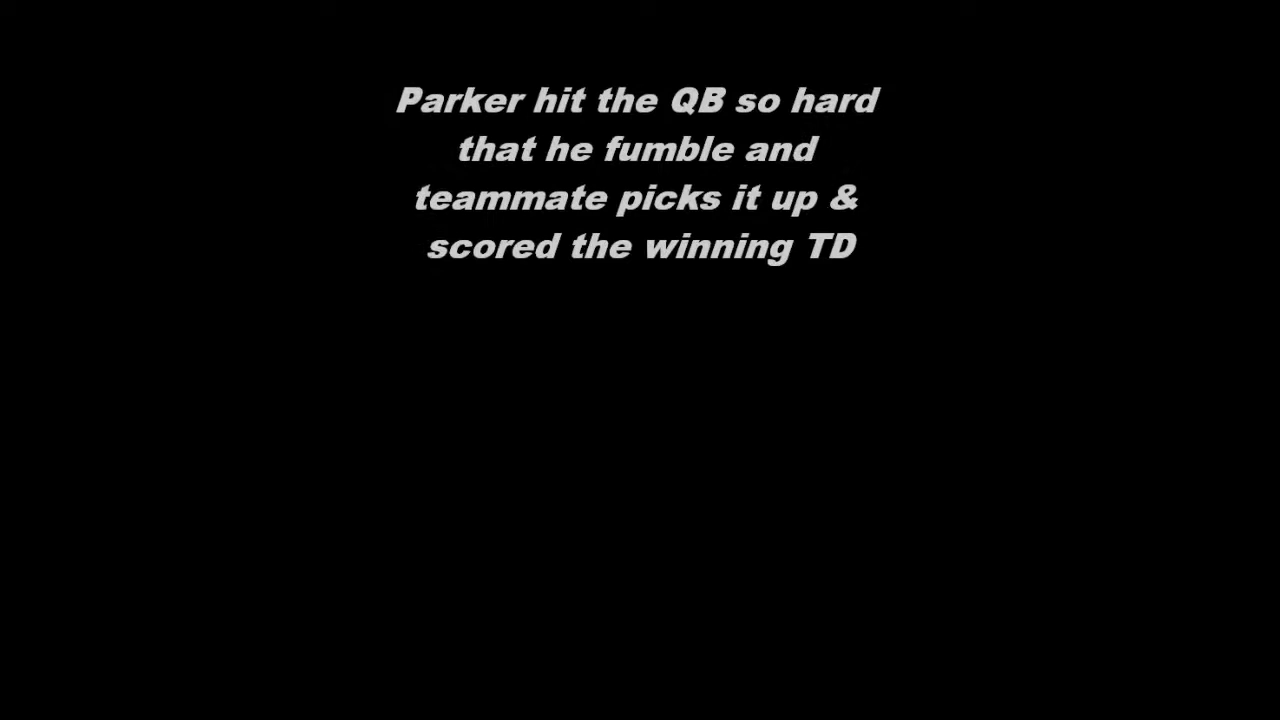 Parker hit the QB so hard
that he fumble and
teammate picks it up &
scored the winning TD